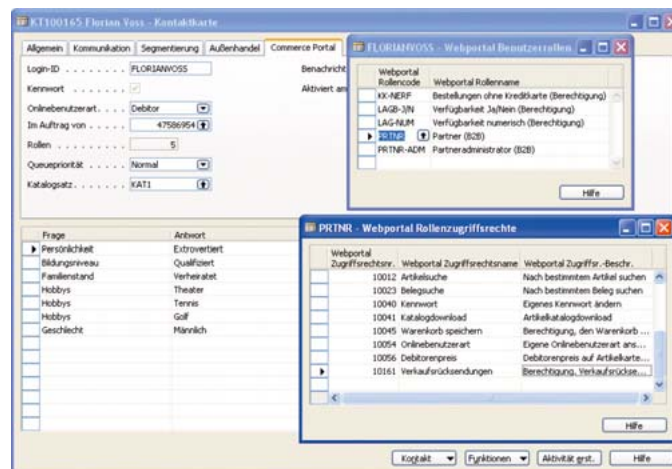 KT100165 Florian Voss - Kontaktkarte
Allgemein Kommunikation Segmentierung Außenhandel Commerce Portal
Login-ID FLORIANVOSS
Benachricht
Kennwort
Aktiviert am
Onlinebenutzerart Debitor
Im Auftrag von 47586954
Rollen 5
Queuepriorität Normal
Katalogsatz KAT1
FLORIANVOSS - Webportal Benutzerrollen
Webportal
Rollencode Webportal Rollenname
KK-NERF Bestellungen ohne Kreditkarte (Berechtigung)
LAGB-J/N Verfügbarkeit Ja/Nein (Berechtigung)
LAG-NUM Verfügbarkeit numerisch (Berechtigung)
PRTNR Partner (B2B)
PRTNR-ADM Partneradministrator (B2B)
Hilfe
Frage Antwort
Persönlichkeit Extrovertiert
Bildungsniveau Qualifiziert
Familienstand Verheiratet
Hobbys Theater
Hobbys Tennis
Hobbys Golf
Geschlecht Männlich
PRTNR - Webportal Rollenzugriffsrechte
Webportal
Zugriffsrechtsnr. Webportal Zugriffsrechtsname Webportal Zugriffsr.-Beschr.
10012 Artikelsuche Nach bestimmtem Artikel suchen
10023 Belegsuche Nach bestimmtem Beleg suchen
10040 Kennwort Eigenes Kennwort ändern
10041 Katalogdownload Artikelkatalogdownload
10045 Warenkorb speichern Berechtigung, den Warenkorb ...
10054 Onlinebenutzerart Eigene Onlinebenutzerart ans...
10056 Debitorenpreis Debitorenpreis auf Artikelkarte...
10161 Verkaufsrücksendungen Berechtigung, Verkaufsrückse...
Hilfe
Kontakt Funktionen Aktivität erst. Hilfe